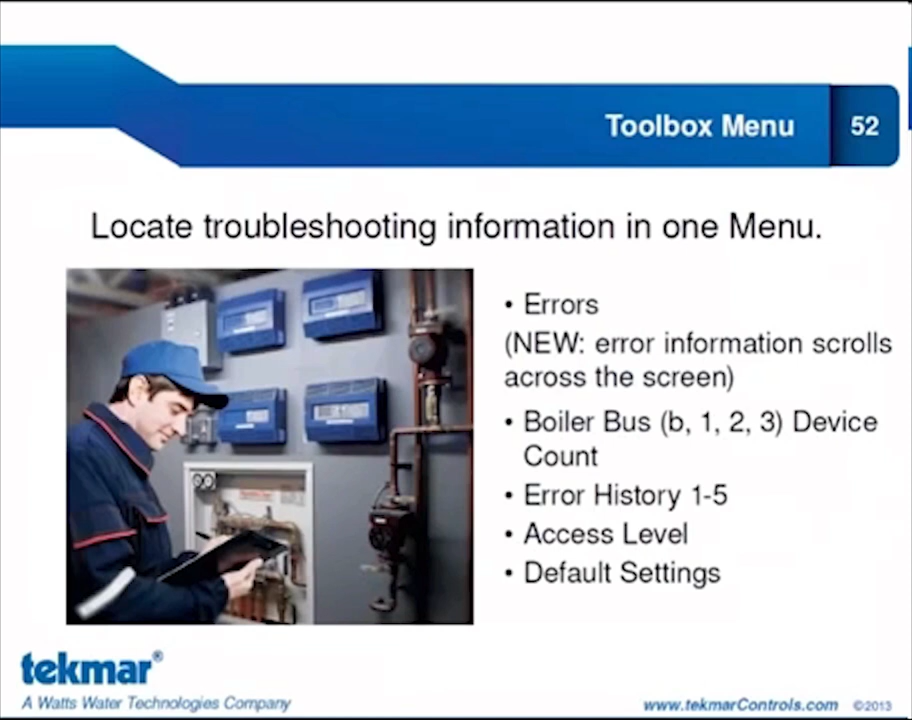 Toolbox Menu
52
Locate troubleshooting information in one Menu.
• Errors
(NEW: error information scrolls
across the screen)
• Boiler Bus (b, 1, 2, 3) Device
Count
• Error History 1-5
• Access Level
• Default Settings
tekmar®
A Watts Water Technologies Company
www.tekmarControls.com ©2013